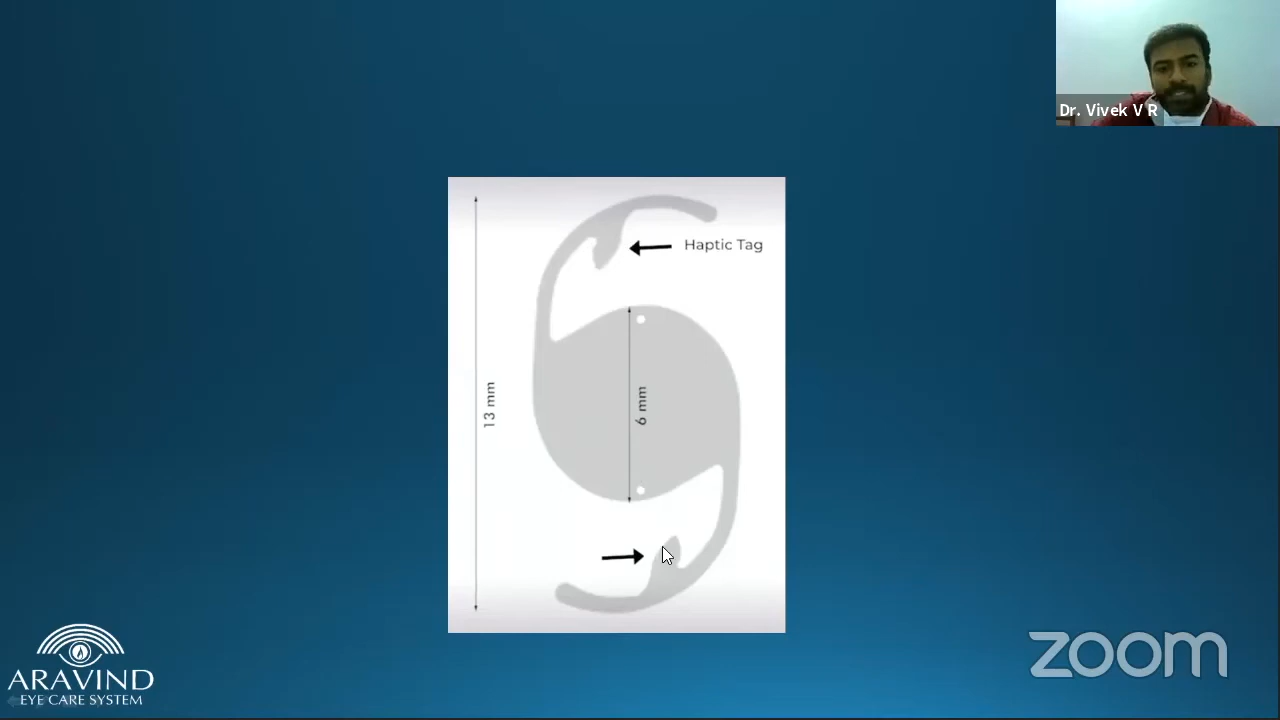 Dr. Vivek V R
Haptic Tag
13 mm
6 mm
ARAVIND
EYE CARE SYSTEM
zoom